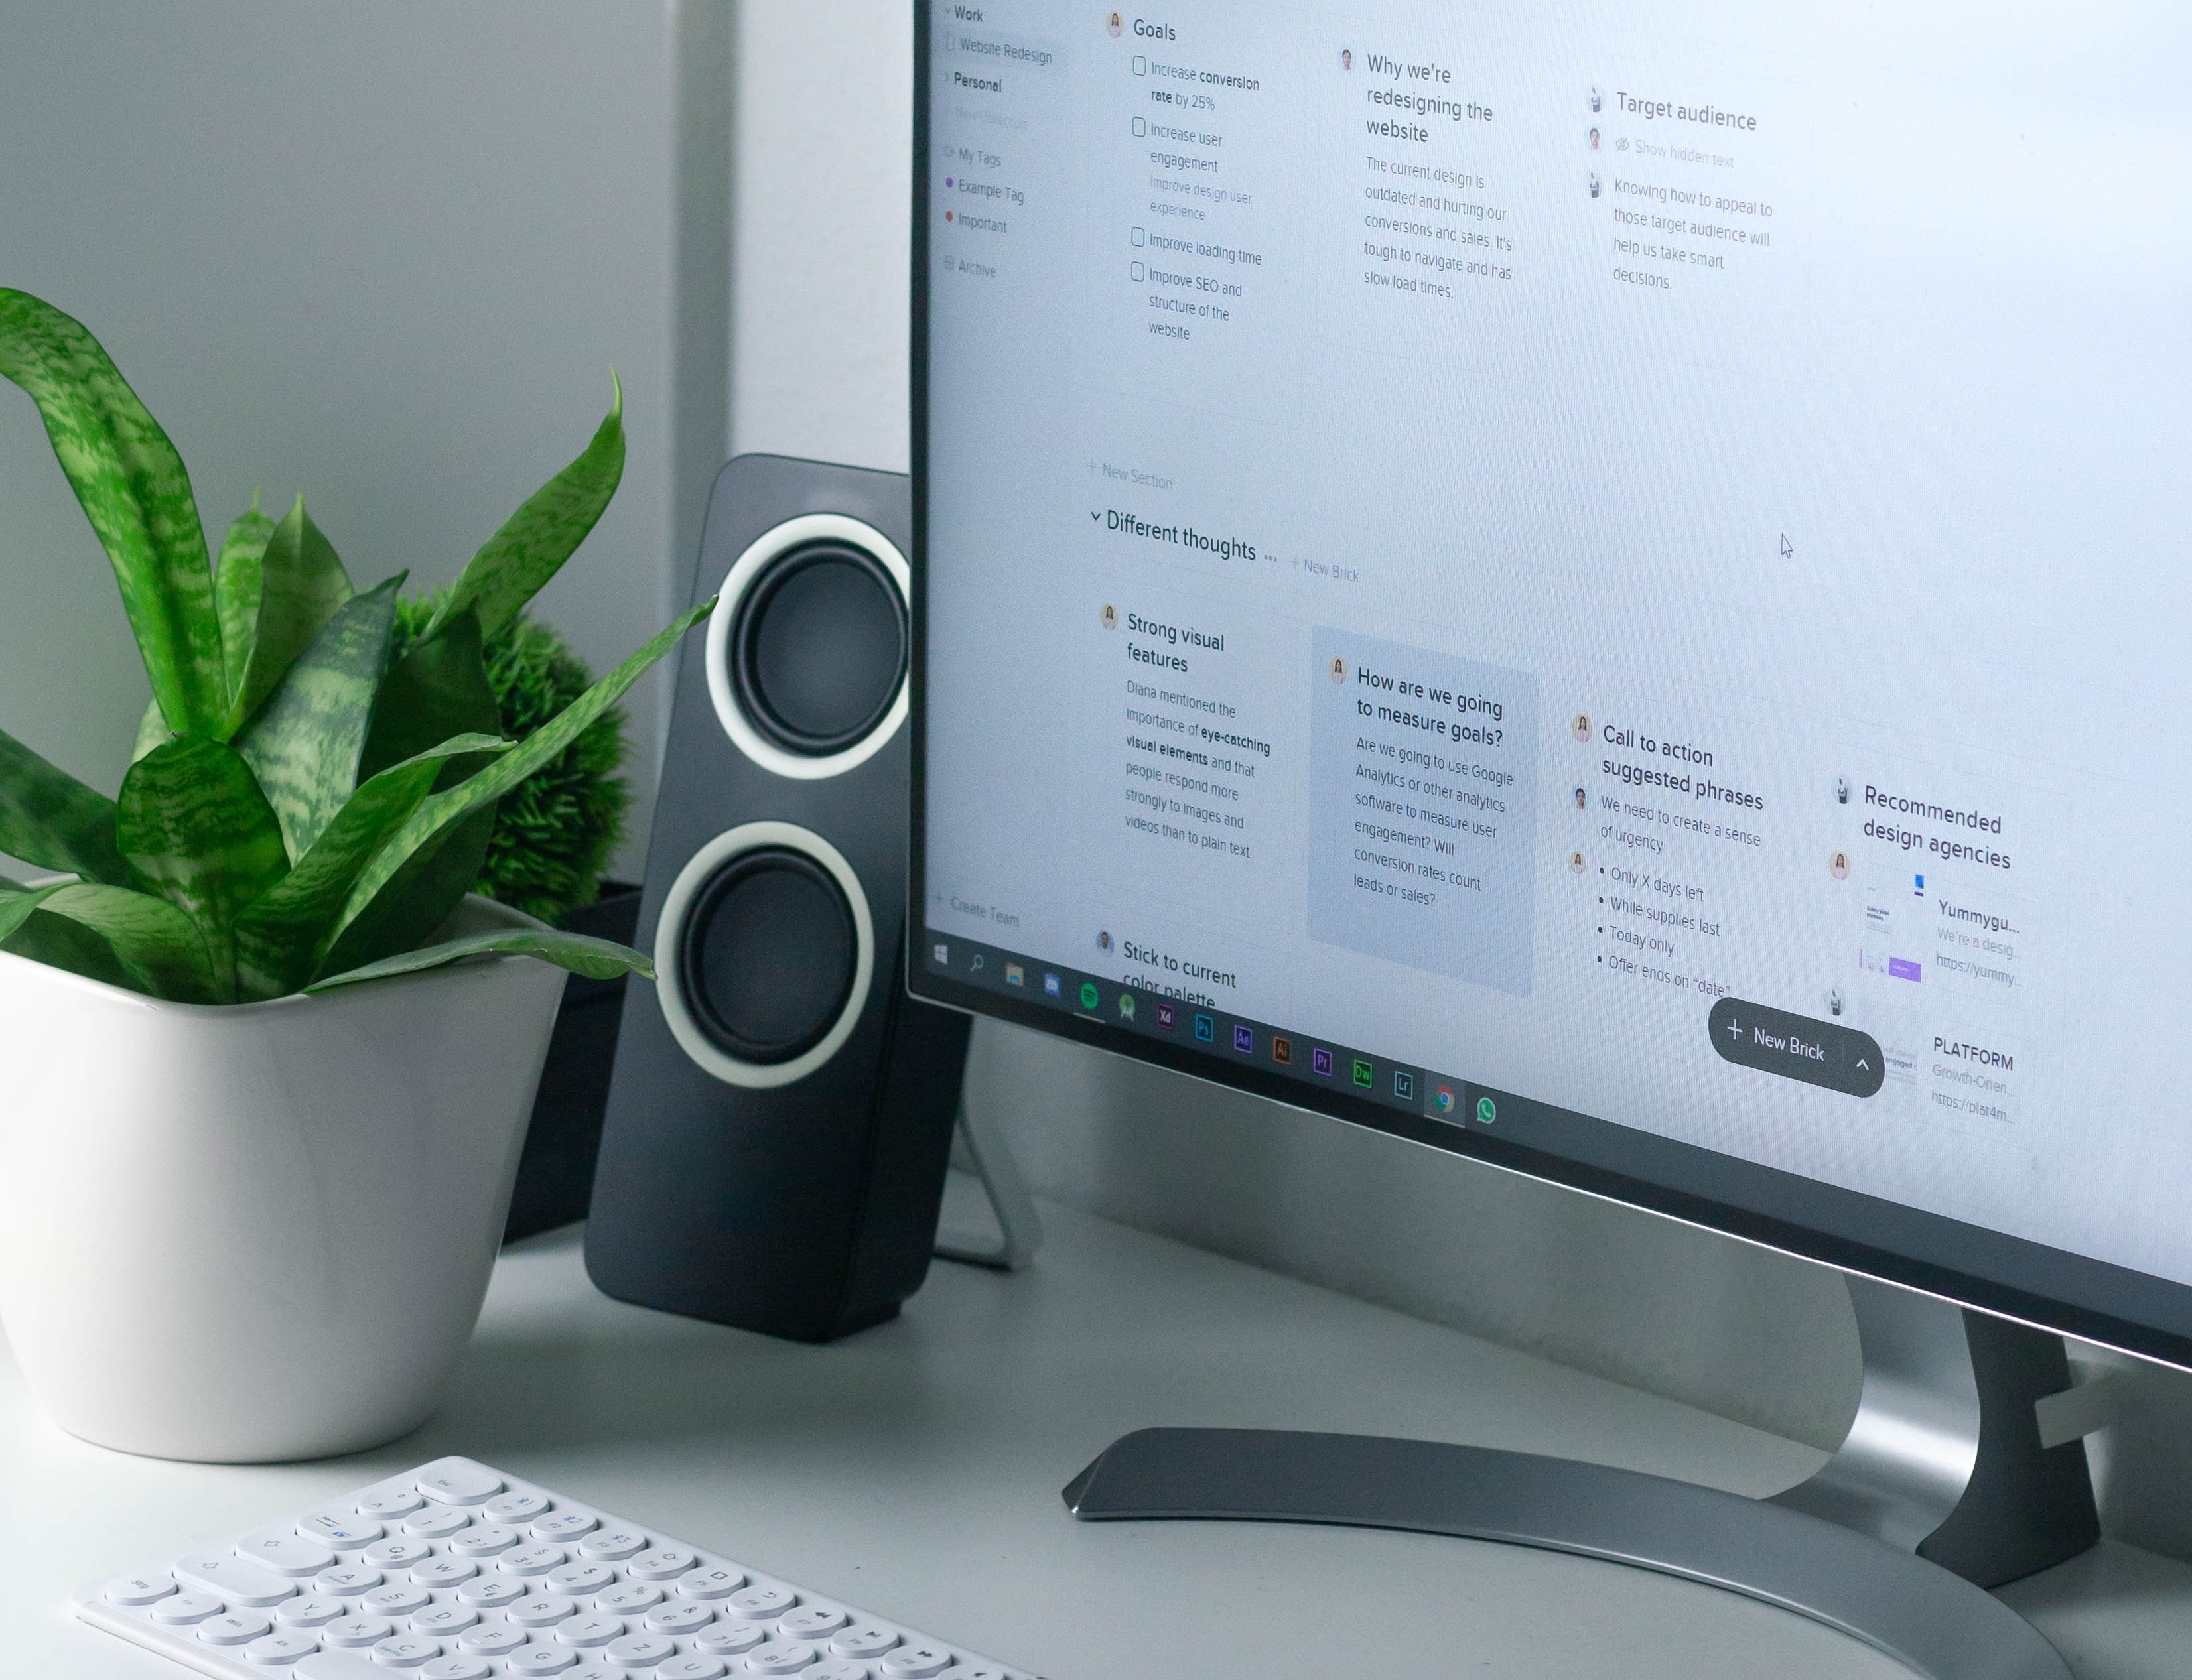 Work
Website Redesign
Personal
+ New Collection
My Tags
Example Tag
Important
Archive
+ Create Team
Goals
Increase conversion
rate by 25%
Increase user
engagement
Improve design user
experience
Improve loading time
Improve SEO and
structure of the
website
Why we're
redesigning the
website
The current design is
outdated and hurting our
conversions and sales. It's
tough to navigate and has
slow load times.
Target audience
Show hidden text
Knowing how to appeal to
those target audience will
help us take smart
decisions.
+ New Section
Different thoughts ... + New Brick
Strong visual
features
Diana mentioned the
importance of eye-catching
visual elements and that
people respond more
strongly to images and
videos than to plain text.
How are we going
to measure goals?
Are we going to use Google
Analytics or other analytics
software to measure user
engagement? Will
conversion rates count
leads or sales?
Call to action
suggested phrases
We need to create a sense
of urgency
• Only X days left
• While supplies last
• Today only
• Offer ends on "date"
Recommended
design agencies
Yummygu...
We're a desig...
https://yummy...
PLATFORM
Growth-Orien...
https://plat4m...
Stick to current
color palette
+ New Brick
Xd Ps Ae Ai Pr Dw Lr
Q W E R T Z U
A S D F G H
Y X C V